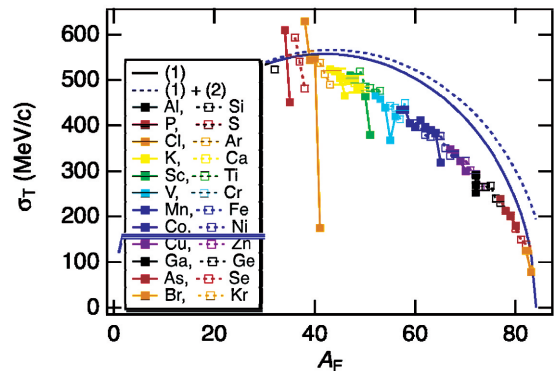 600
500
400
300
200
100
0
σT (MeV/c)
(1)
(1) + (2)
Al, Si
P, S
Cl, Ar
K, Ca
Sc, Ti
V, Cr
Mn, Fe
Co, Ni
Cu, Zn
Ga, Ge
As, Se
Br, Kr
0 20 40 60 80
AF